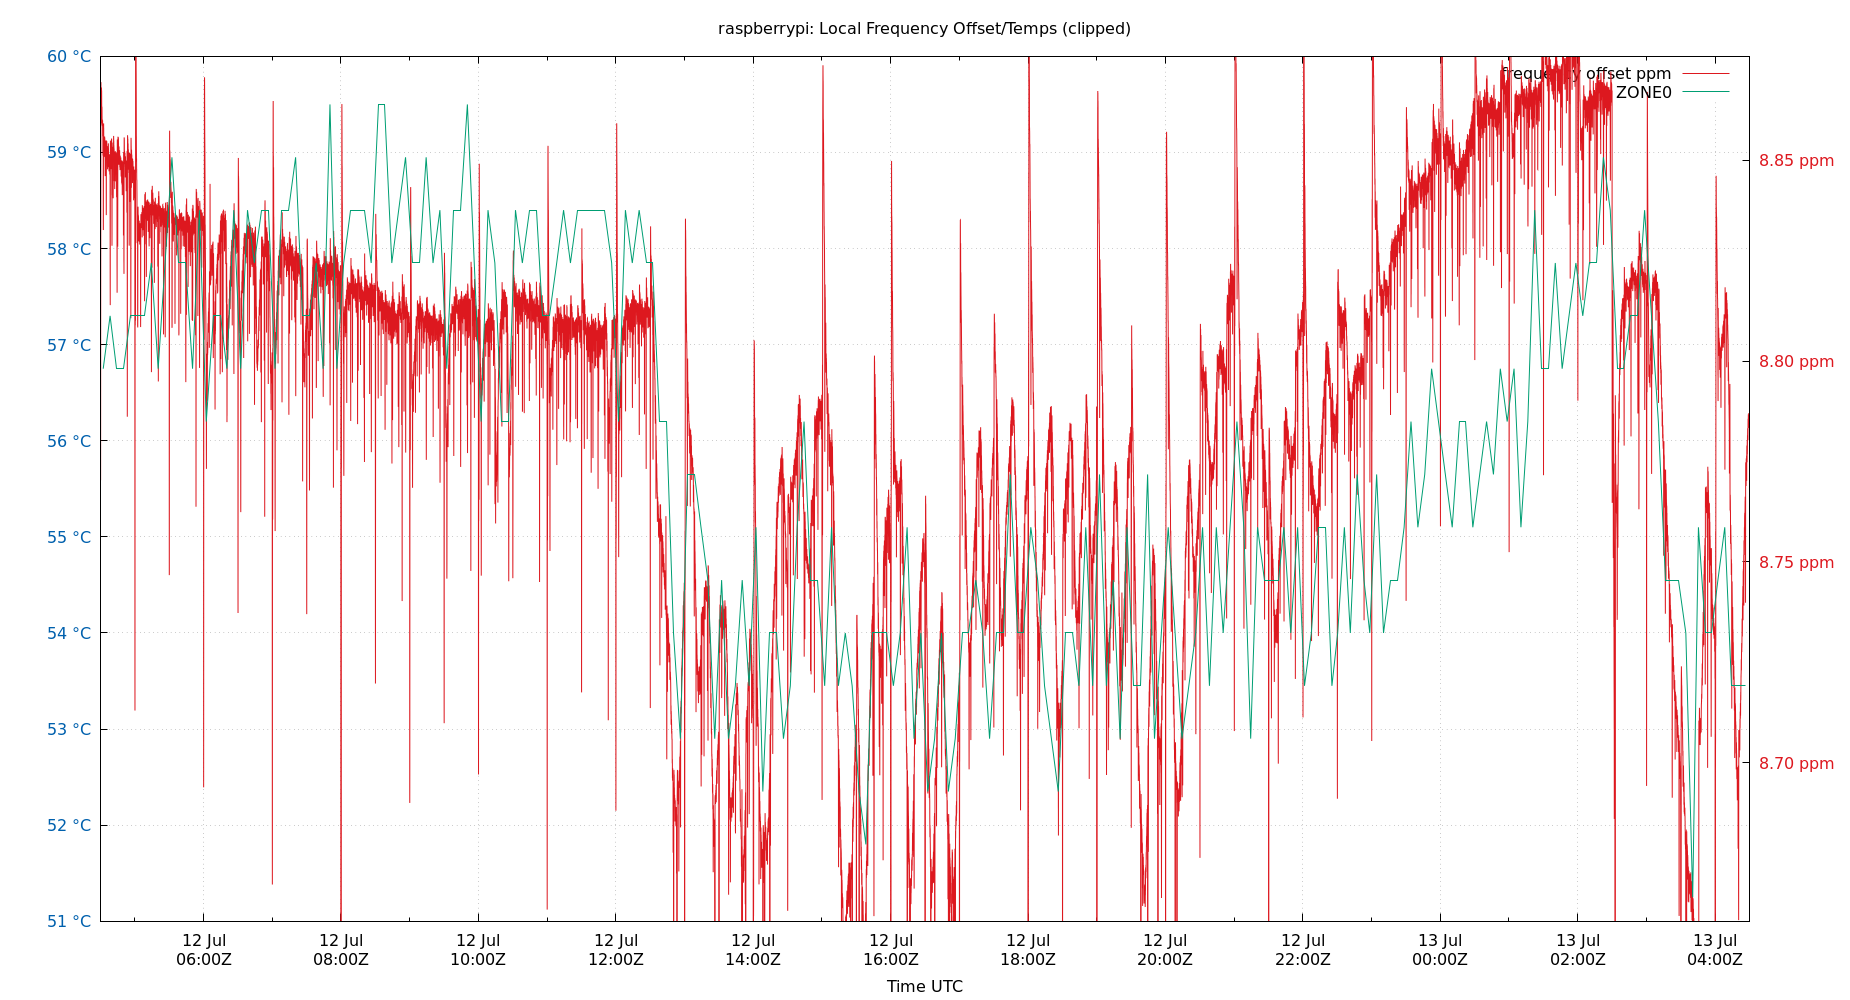 raspberrypi: Local Frequency Offset/Temps (clipped)
60 °C
59 °C
58 °C
57 °C
56 °C
55 °C
54 °C
53 °C
52 °C
51 °C
frequency offset ppm
ZONE0
8.85 ppm
8.80 ppm
8.75 ppm
8.70 ppm
12 Jul
06:00Z
12 Jul
08:00Z
12 Jul
10:00Z
12 Jul
12:00Z
12 Jul
14:00Z
12 Jul
16:00Z
12 Jul
18:00Z
12 Jul
20:00Z
12 Jul
22:00Z
13 Jul
00:00Z
13 Jul
02:00Z
13 Jul
04:00Z
Time UTC